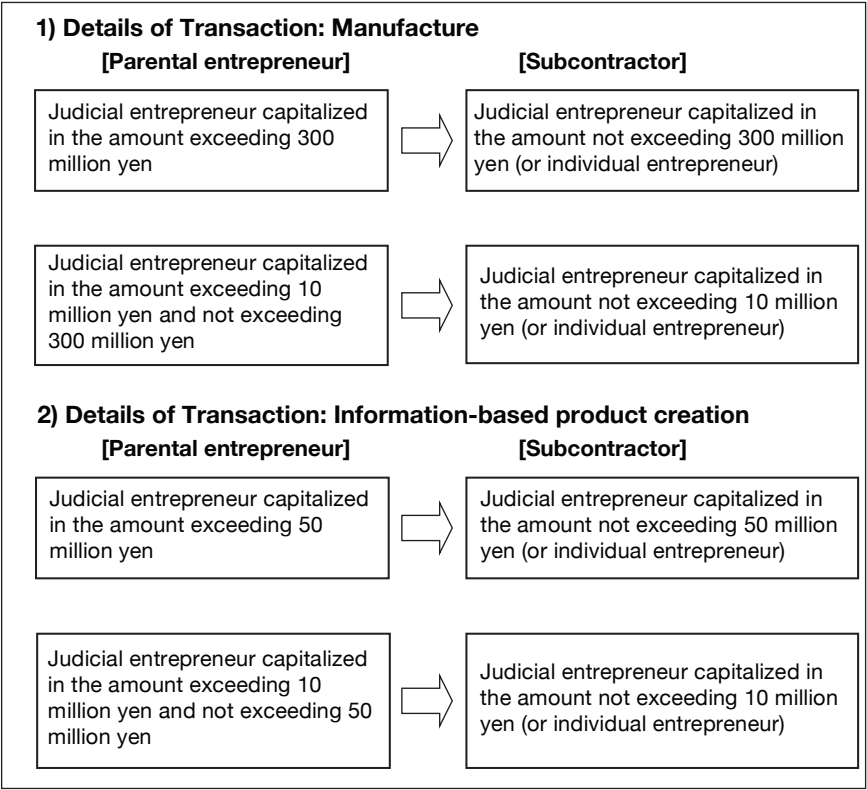 1) Details of Transaction: Manufacture
[Parental entrepreneur]
[Subcontractor]
Judicial entrepreneur capitalized
in the amount exceeding 300
million yen
Judicial entrepreneur capitalized in
the amount not exceeding 300 million
yen (or individual entrepreneur)
Judicial entrepreneur capitalized
in the amount exceeding 10
million yen and not exceeding
300 million yen
Judicial entrepreneur capitalized in
the amount not exceeding 10 million
yen (or individual entrepreneur)
2) Details of Transaction: Information-based product creation
[Parental entrepreneur]
[Subcontractor]
Judicial entrepreneur capitalized
in the amount exceeding 50
million yen
Judicial entrepreneur capitalized in
the amount not exceeding 50 million
yen (or individual entrepreneur)
Judicial entrepreneur capitalized
in the amount exceeding 10
million yen and not exceeding 50
million yen
Judicial entrepreneur capitalized in
the amount not exceeding 10 million
yen (or individual entrepreneur)